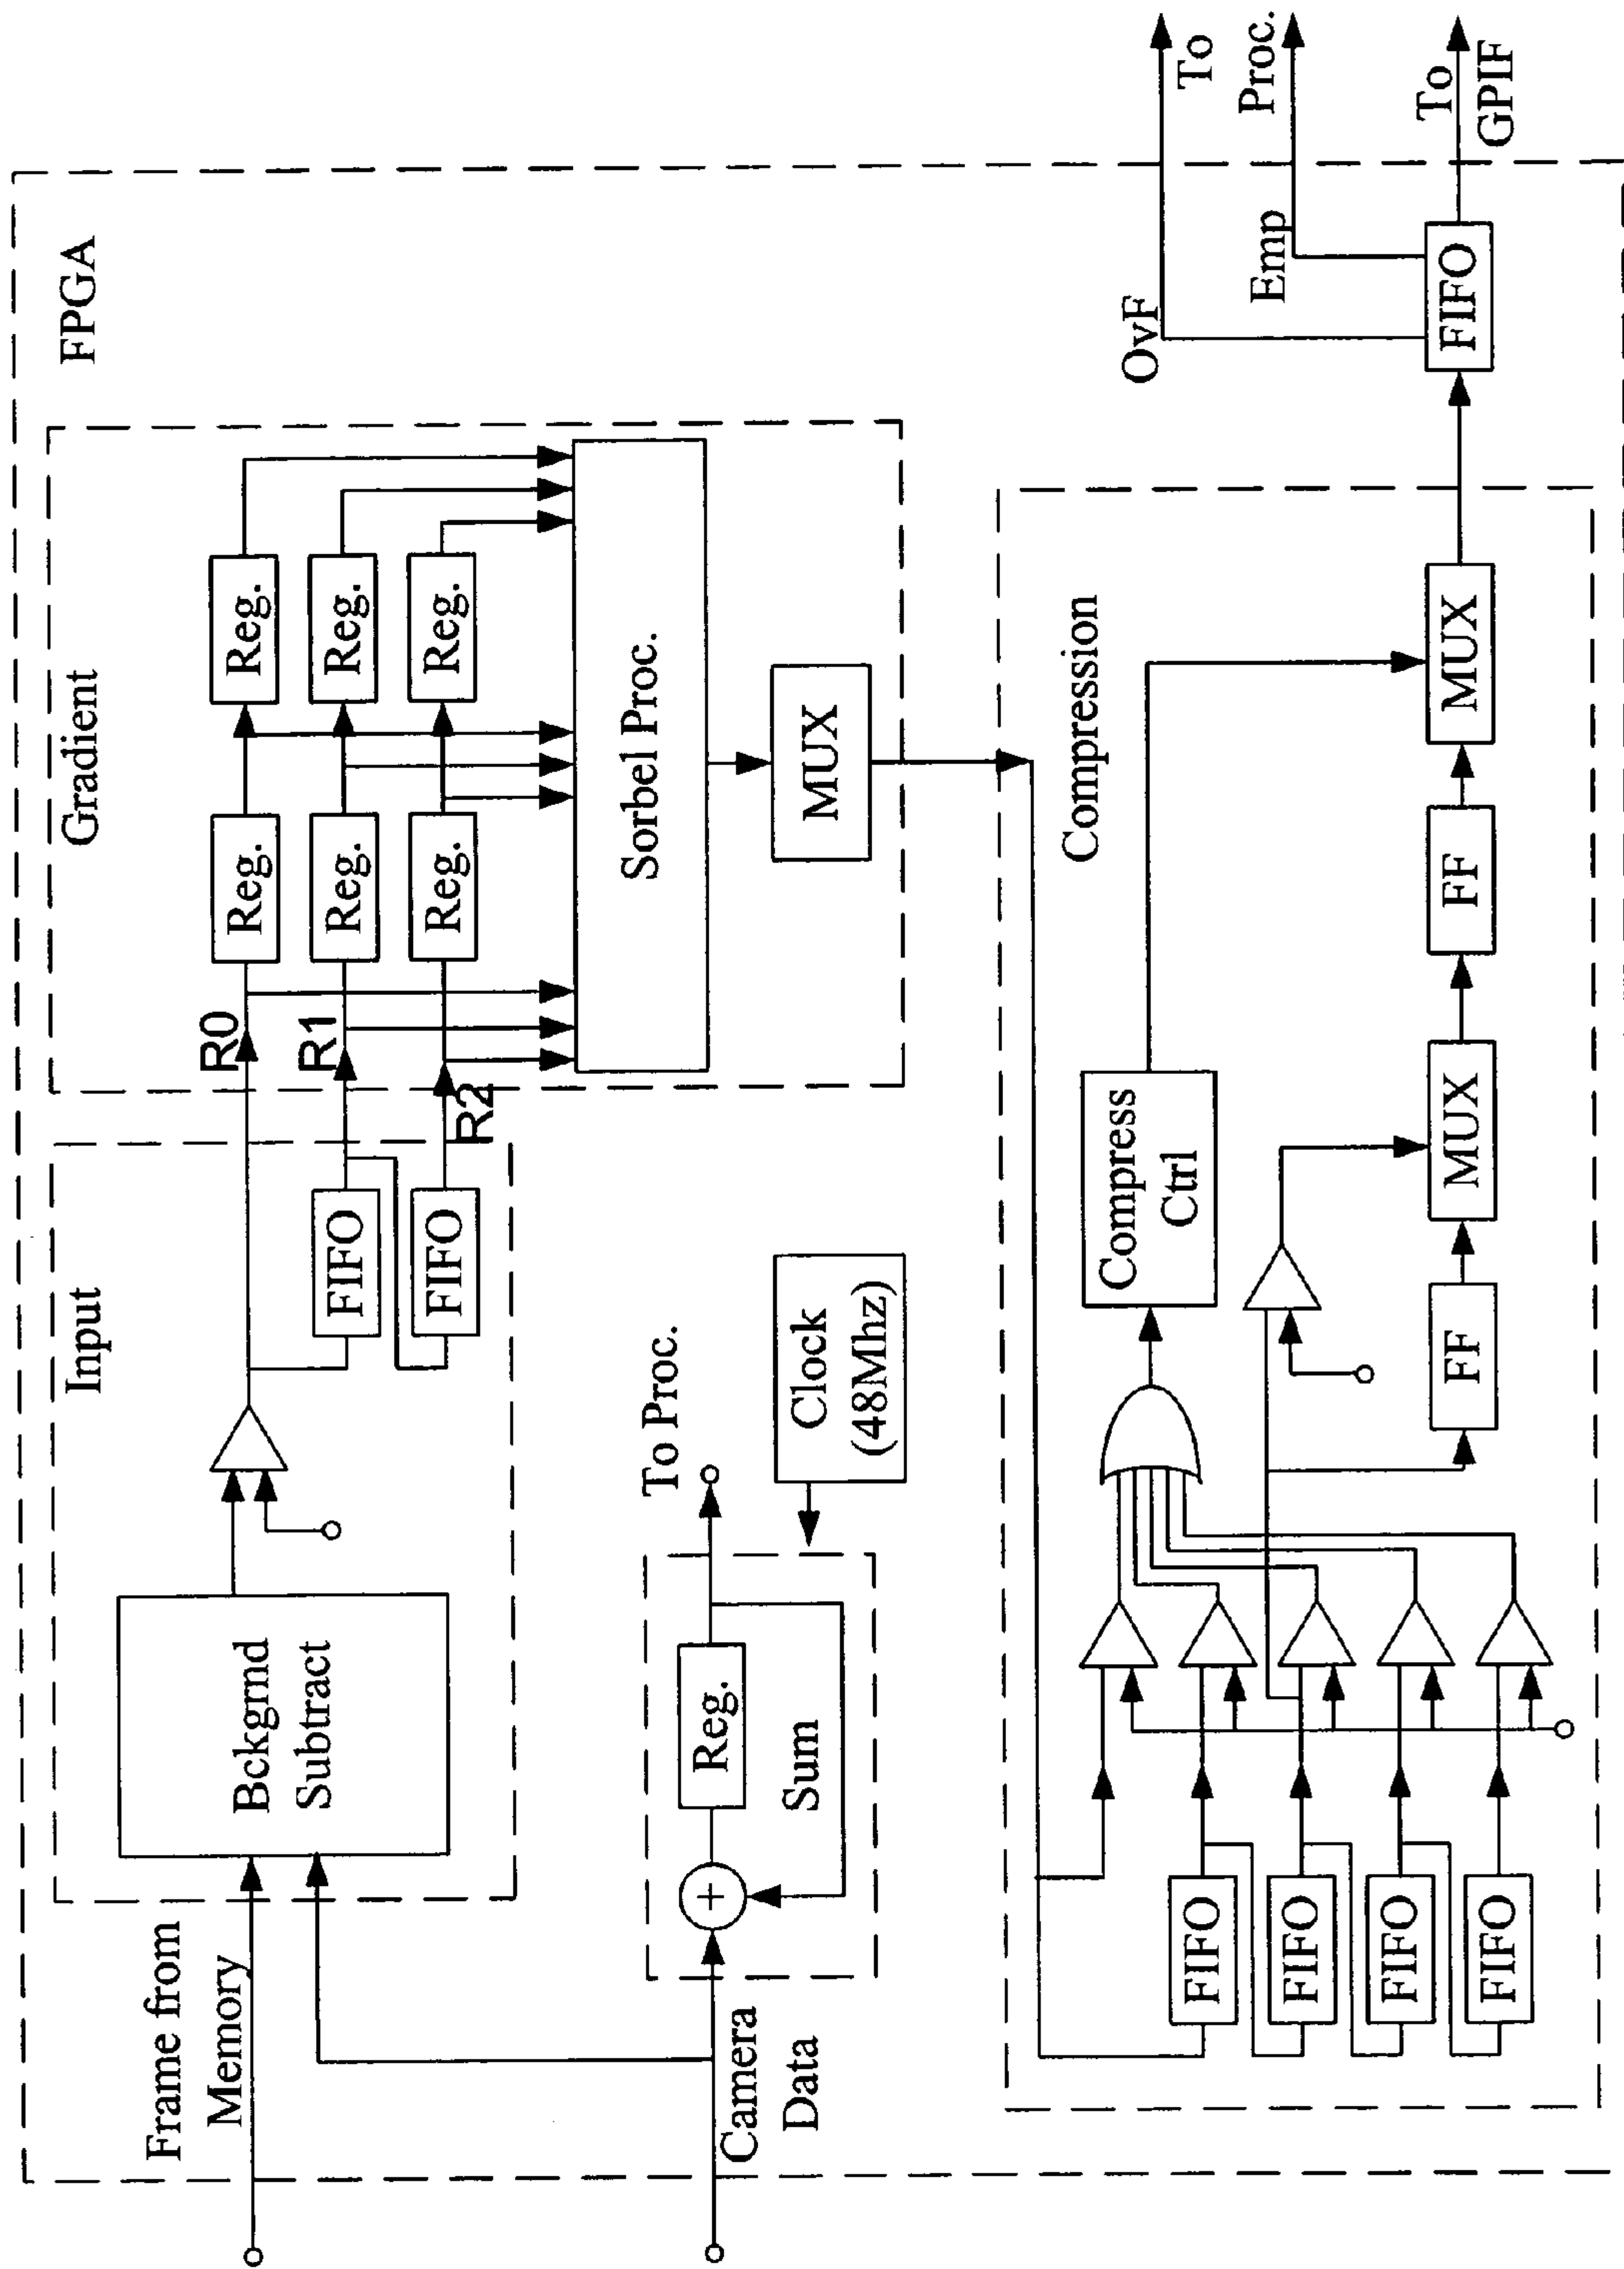 FPGA
Input
Gradient
Frame from
Memory
Bckgrnd
Subtract
FIFO
FIFO
R0
R1
R2
Reg.
Reg.
Reg.
Reg.
Reg.
Reg.
Sorbel Proc.
MUX
Camera
Data
+
Reg.
Sum
To Proc.
Clock
(48Mhz)
Compression
FIFO
FIFO
FIFO
FIFO
Compress
Ctrl
FF
MUX
FF
MUX
FIFO
OvF
Emp
To
Proc.
To
GPIF